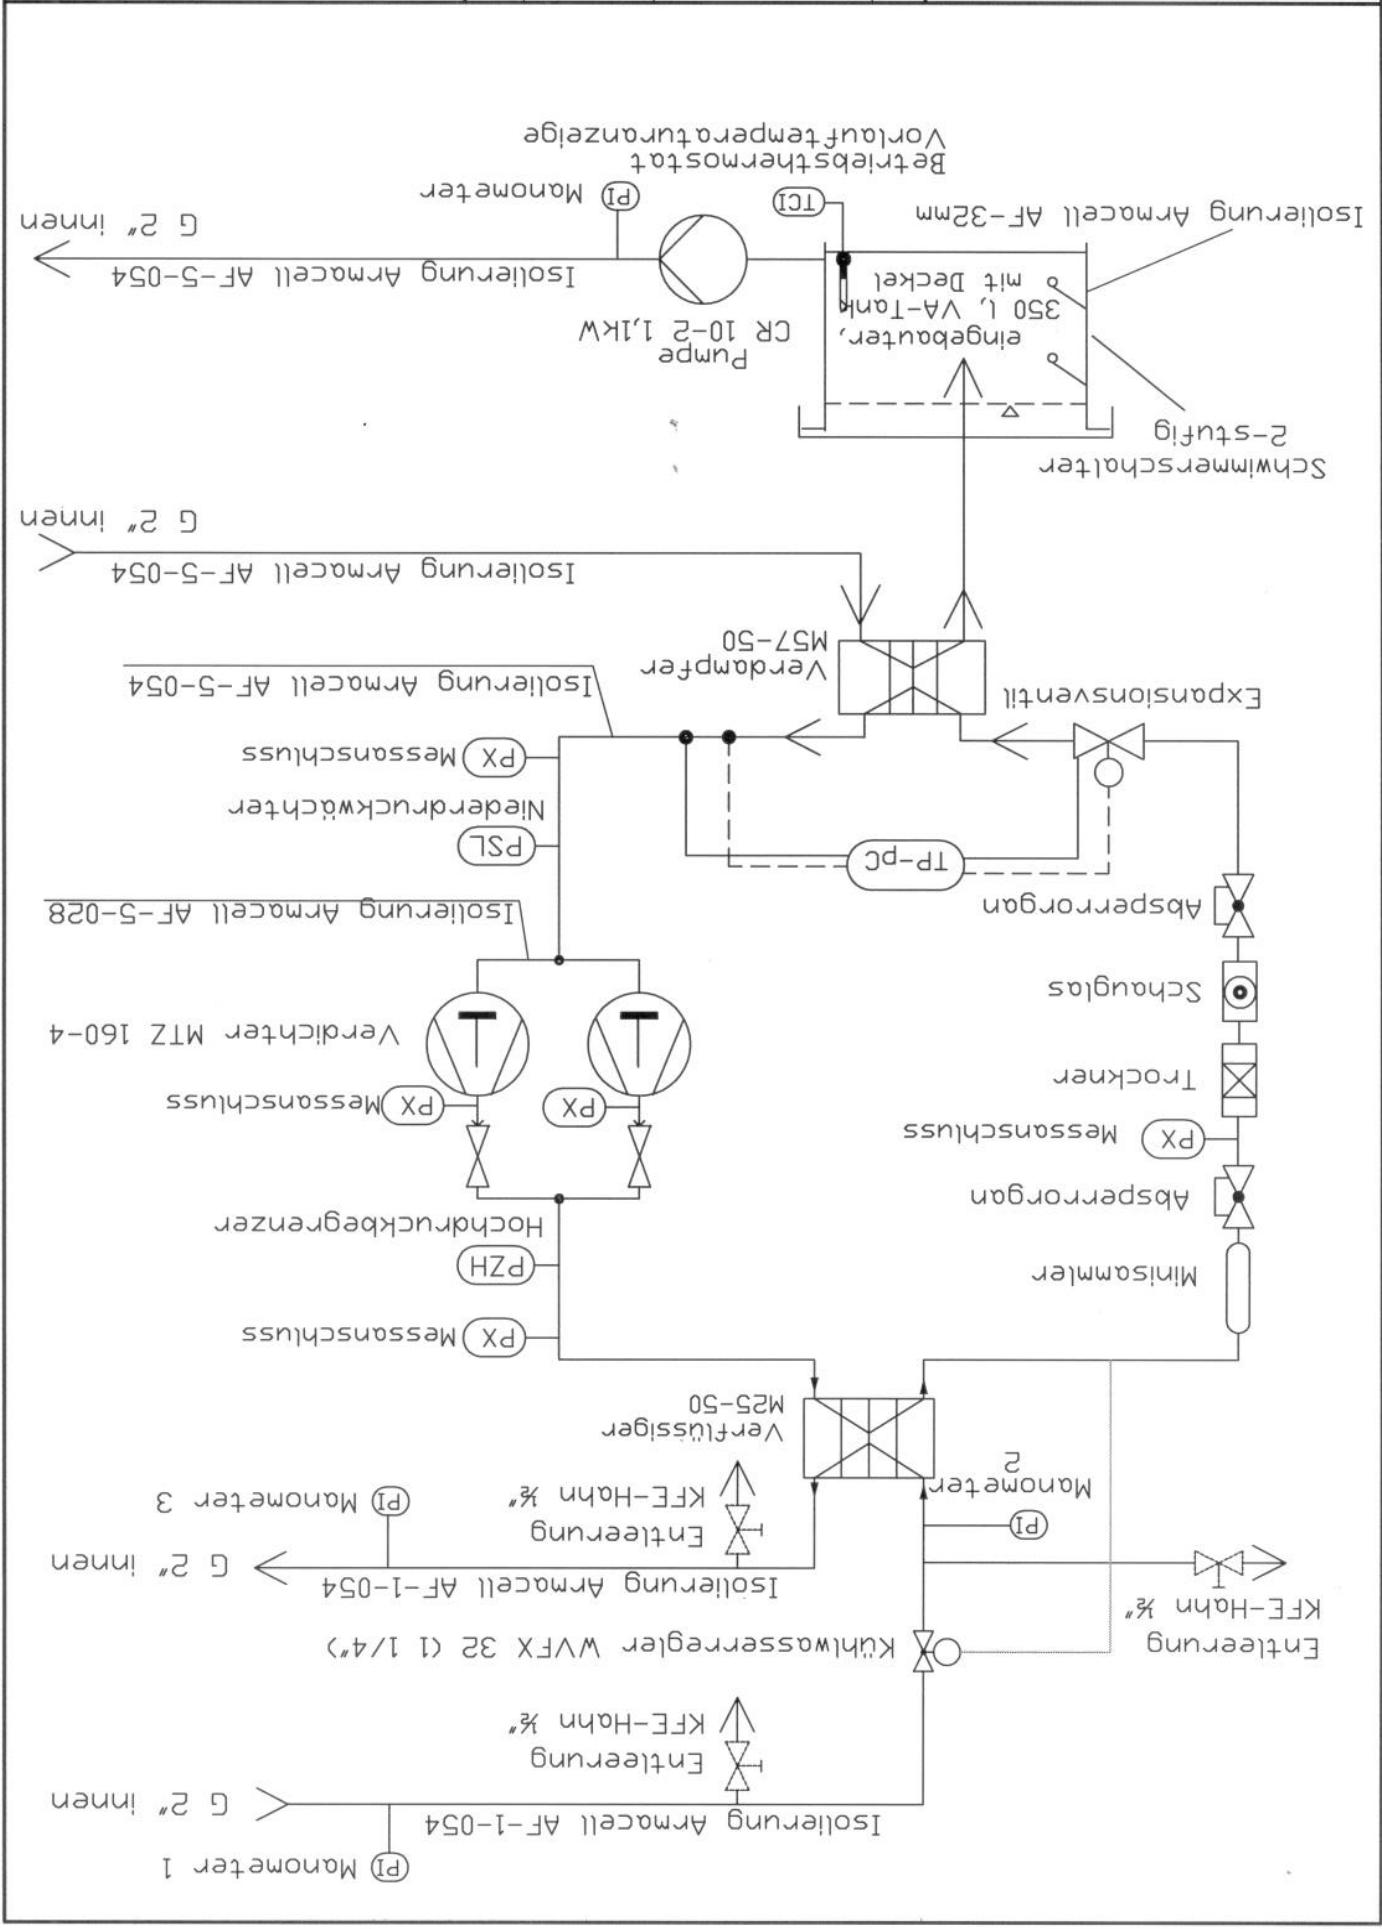 PI Manometer 1
Isolierung Armacell AF-1-054
G 2" innen
Entleerung
KFE-Hahn ½"
Entleerung
KFE-Hahn ½"
Kühlwasserregler WVFX 32 (1 1/4")
Isolierung Armacell AF-1-054
G 2" innen
PI
Manometer
2
Entleerung
KFE-Hahn ½"
PI Manometer 3
Verflüssiger
M25-50
PX Messanschluss
Minisammler
PZH
Hochdruckbegrenzer
Absperrorgan
PX Messanschluss
PX
PX Messanschluss
Trockner
Verdichter MTZ 160-4
Schauglas
Absperrorgan
Isolierung Armacell AF-5-028
TP-pC
PSL
Niederdruckwächter
PX Messanschluss
Expansionsventil
Isolierung Armacell AF-5-054
Verdampfer
M57-50
Isolierung Armacell AF-5-054
G 2" innen
Schwimmerschalter
2-stufig
eingebauter,
350 l, VA-Tank
mit Deckel
Pumpe
CR 10-2 1,1kW
Isolierung Armacell AF-5-054
G 2" innen
Isolierung Armacell AF-32mm
TCI
PI Manometer
Betriebsthermostat
Vorlauftemperaturanzeige